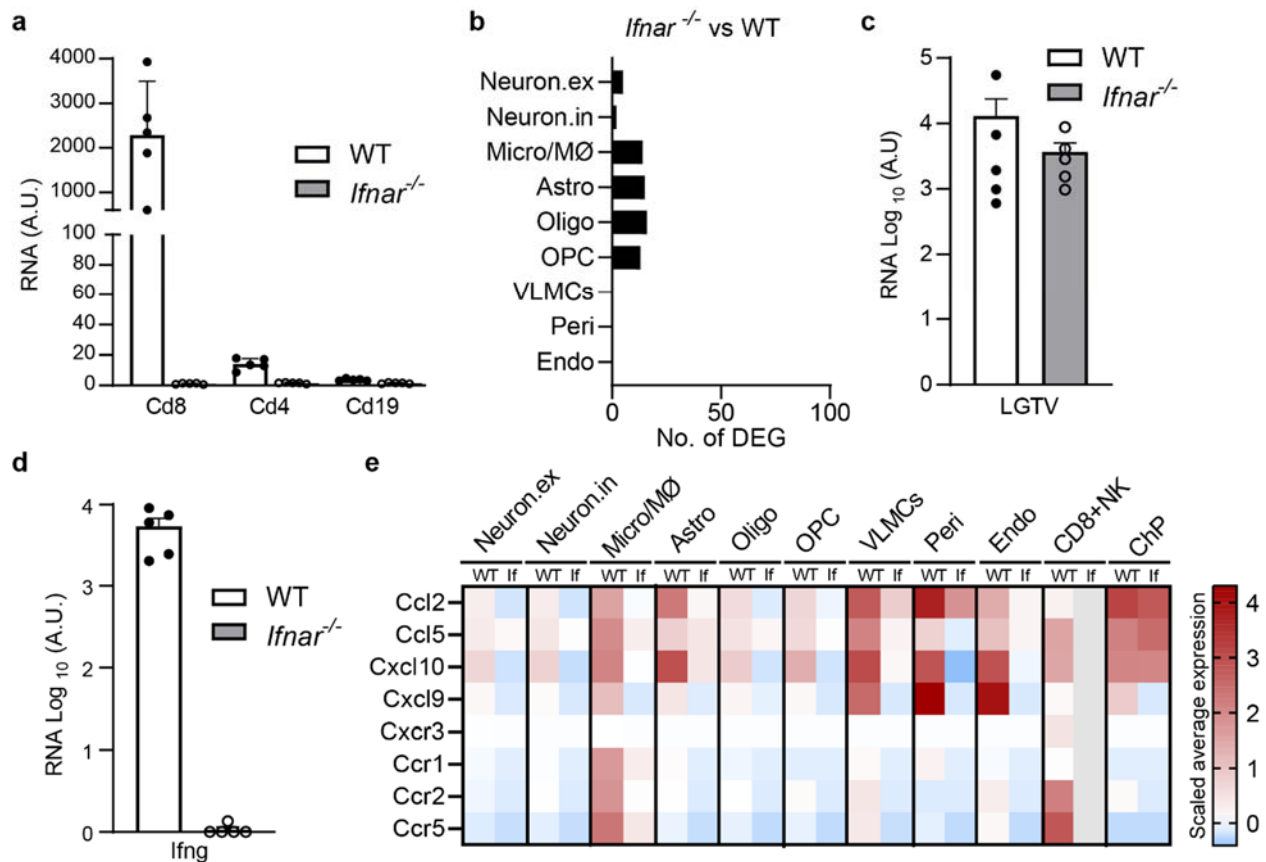 a
4000
3000
2000
1000
100
80
60
40
20
0
RNA (A.U.)
WT
Ifnar-/-
Cd8 Cd4 Cd19
b
Ifnar -/- vs WT
Neuron.ex
Neuron.in
Micro/MØ
Astro
Oligo
OPC
VLMCs
Peri
Endo
0 50 100
No. of DEG
c
5
4
3
2
1
0
RNA Log 10 (A.U)
WT
Ifnar-/-
LGTV
d
4
3
2
1
0
RNA Log 10 (A.U.)
WT
Ifnar-/-
Ifng
e
Neuron.ex Neuron.in Micro/MØ Astro Oligo OPC VLMCs Peri Endo CD8+NK ChP
WT If WT If WT If WT If WT If WT If WT If WT If WT If WT If WT If
Ccl2
Ccl5
Cxcl10
Cxcl9
Cxcr3
Ccr1
Ccr2
Ccr5
4
3
2
1
0
Scaled average expression